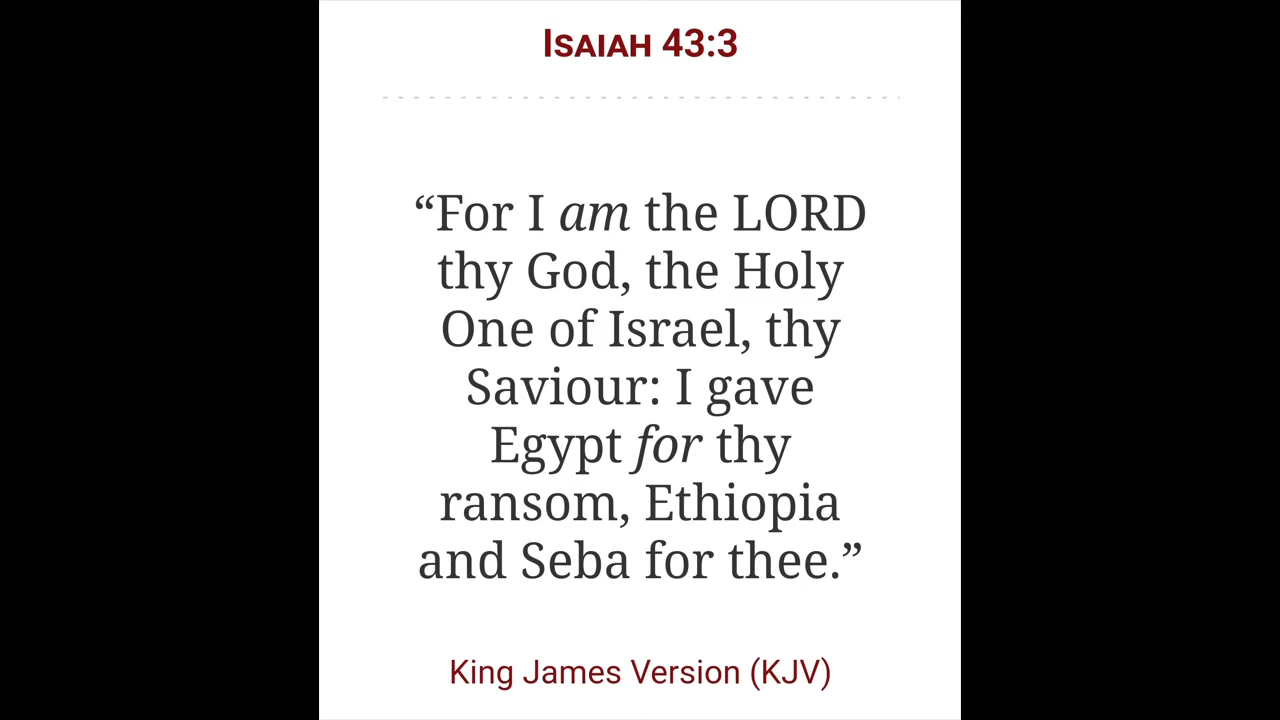 Isaiah 43:3
“For I am the LORD
thy God, the Holy
One of Israel, thy
Saviour: I gave
Egypt for thy
ransom, Ethiopia
and Seba for thee.”
King James Version (KJV)